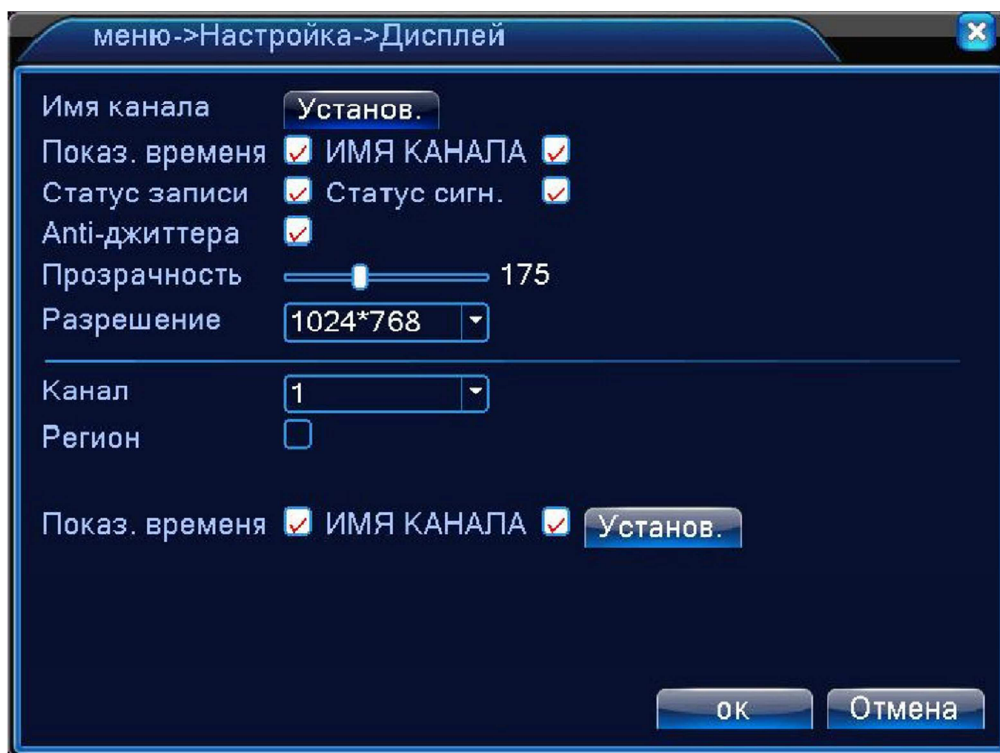 меню->Настройка->Дисплей
Имя канала Установ.
Показ. временя ИМЯ КАНАЛА
Статус записи Статус сигн.
Anti-джиттера
Прозрачность 175
Разрешение 1024*768
Канал 1
Регион
Показ. временя ИМЯ КАНАЛА Установ.
ок Отмена